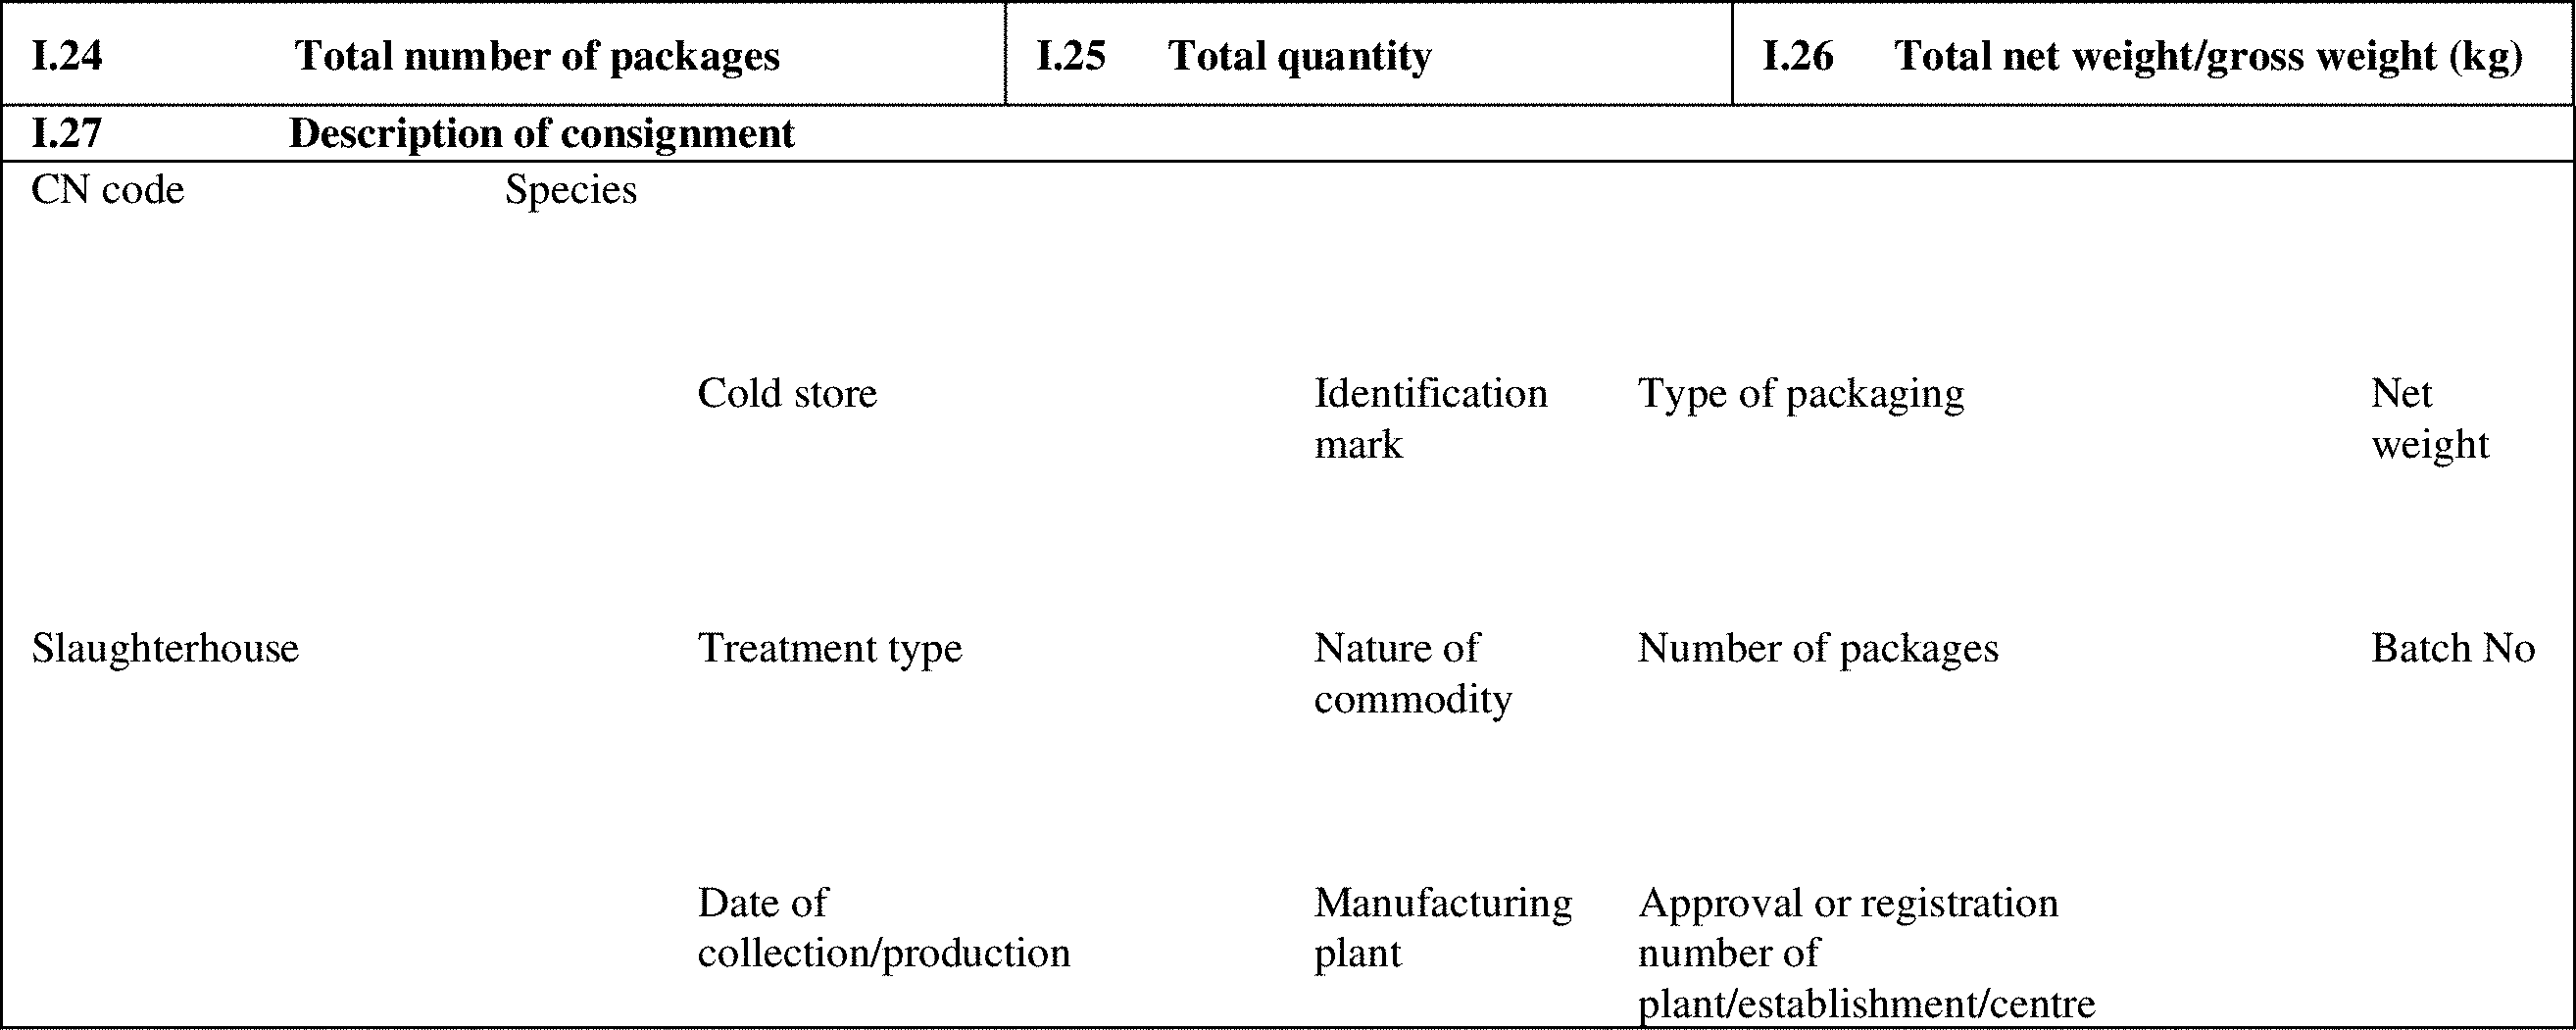 I.24 Total number of packages I.25 Total quantity I.26 Total net weight/gross weight (kg)
I.27 Description of consignment
CN code Species
Cold store Identification Type of packaging Net
mark weight
Slaughterhouse Treatment type Nature of Number of packages Batch No
commodity
Date of Manufacturing Approval or registration
collection/production plant number of
plant/establishment/centre